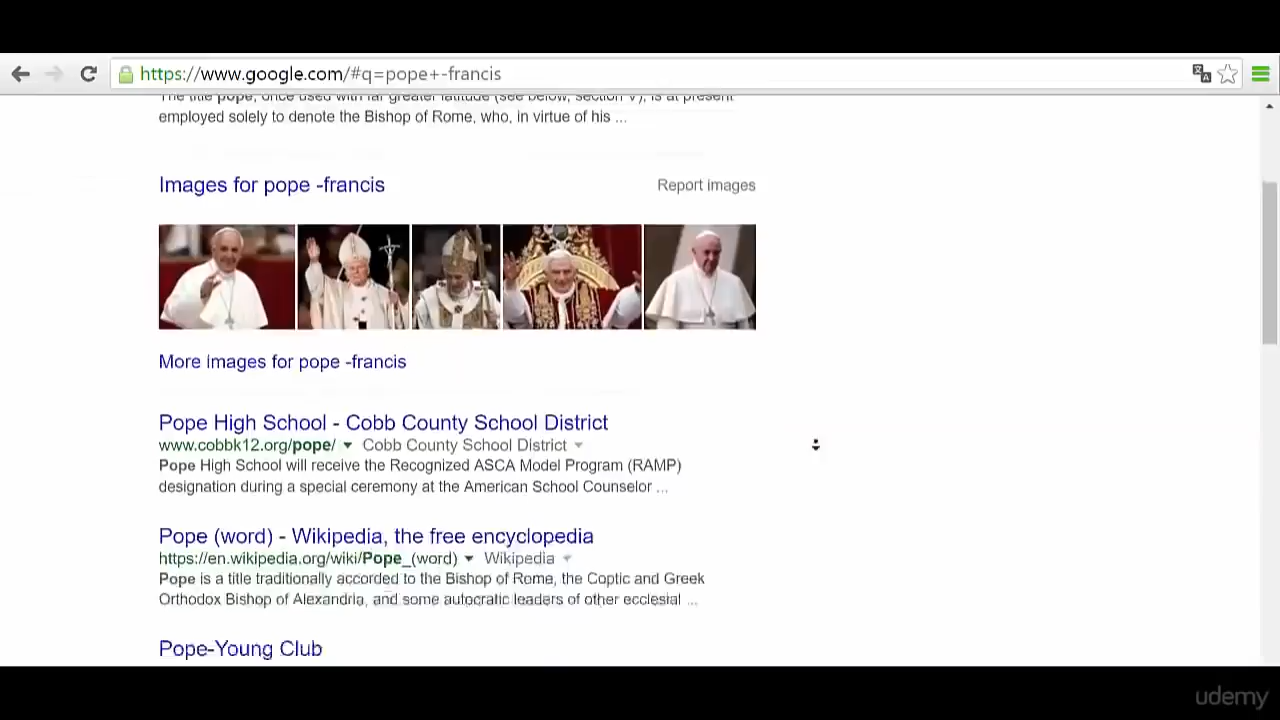 https://www.google.com/#q=pope+-francis
The title pope, once used with far greater latitude (see below, section V), is at present
employed solely to denote the Bishop of Rome, who, in virtue of his ...
Images for pope -francis
Report images
More images for pope -francis
Pope High School - Cobb County School District
www.cobbk12.org/pope/ Cobb County School District
Pope High School will receive the Recognized ASCA Model Program (RAMP)
designation during a special ceremony at the American School Counselor ...
Pope (word) - Wikipedia, the free encyclopedia
https://en.wikipedia.org/wiki/Pope_(word) Wikipedia
Pope is a title traditionally accorded to the Bishop of Rome, the Coptic and Greek
Orthodox Bishop of Alexandria, and some autocratic leaders of other ecclesial ...
Pope-Young Club
udemy